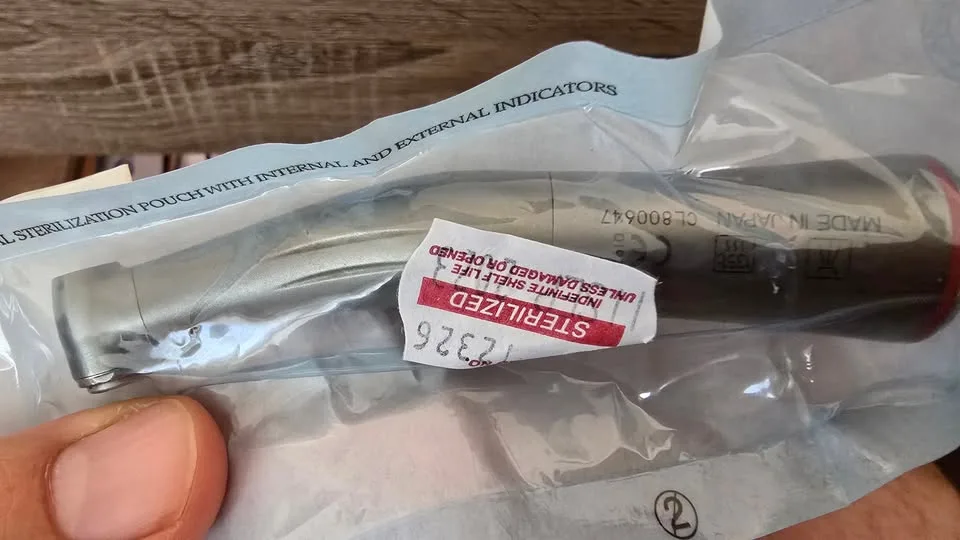 L STERILIZATION POUCH WITH INTERNAL AND EXTERNAL INDICATORS
MADE IN JAPAN CL800647
CE
12326
STERILIZED
INDEFINITE SHELF LIFE
UNLESS DAMAGED OR OPENED
2